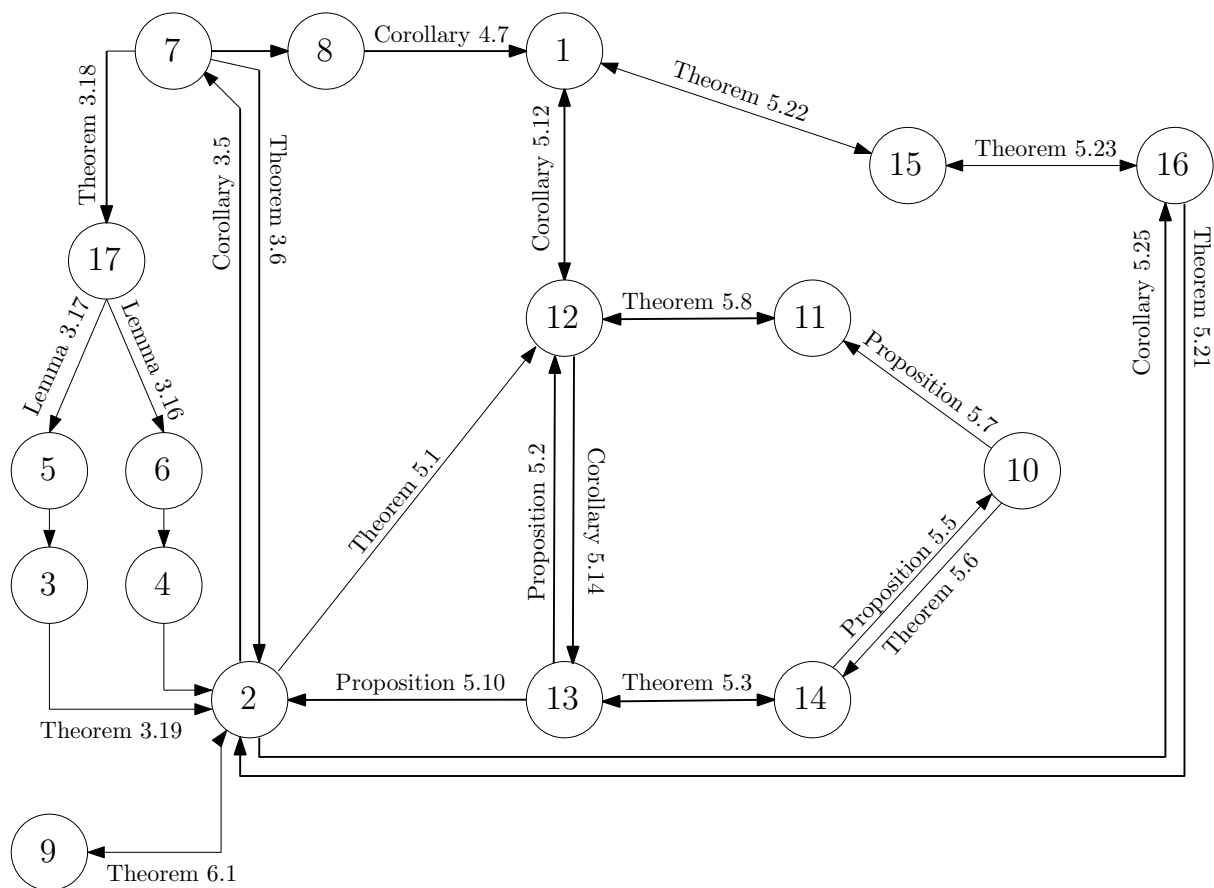 7
8
Corollary 4.7
1
Theorem 3.18
Corollary 3.5
Theorem 3.6
Corollary 5.12
Theorem 5.22
15
Theorem 5.23
16
17
Corollary 5.25
Theorem 5.21
Lemma 3.17
Lemma 3.16
12
Theorem 5.8
11
Proposition 5.7
5
6
Theorem 5.1
Proposition 5.2
Corollary 5.14
10
3
4
Proposition 5.5
Theorem 5.6
2
Proposition 5.10
13
Theorem 5.3
14
Theorem 3.19
9
Theorem 6.1